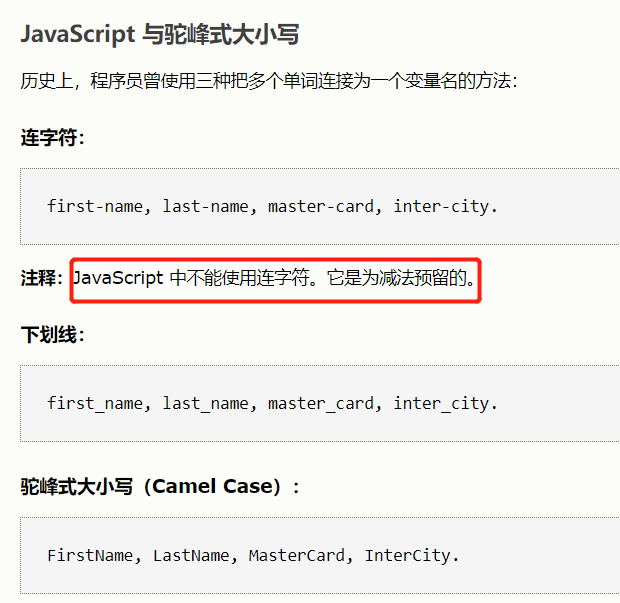 JavaScript 与驼峰式大小写
历史上，程序员曾使用三种把多个单词连接为一个变量名的方法：
连字符：
first-name, last-name, master-card, inter-city.
注释：JavaScript 中不能使用连字符。它是为减法预留的。
下划线：
first_name, last_name, master_card, inter_city.
驼峰式大小写（Camel Case）：
FirstName, LastName, MasterCard, InterCity.